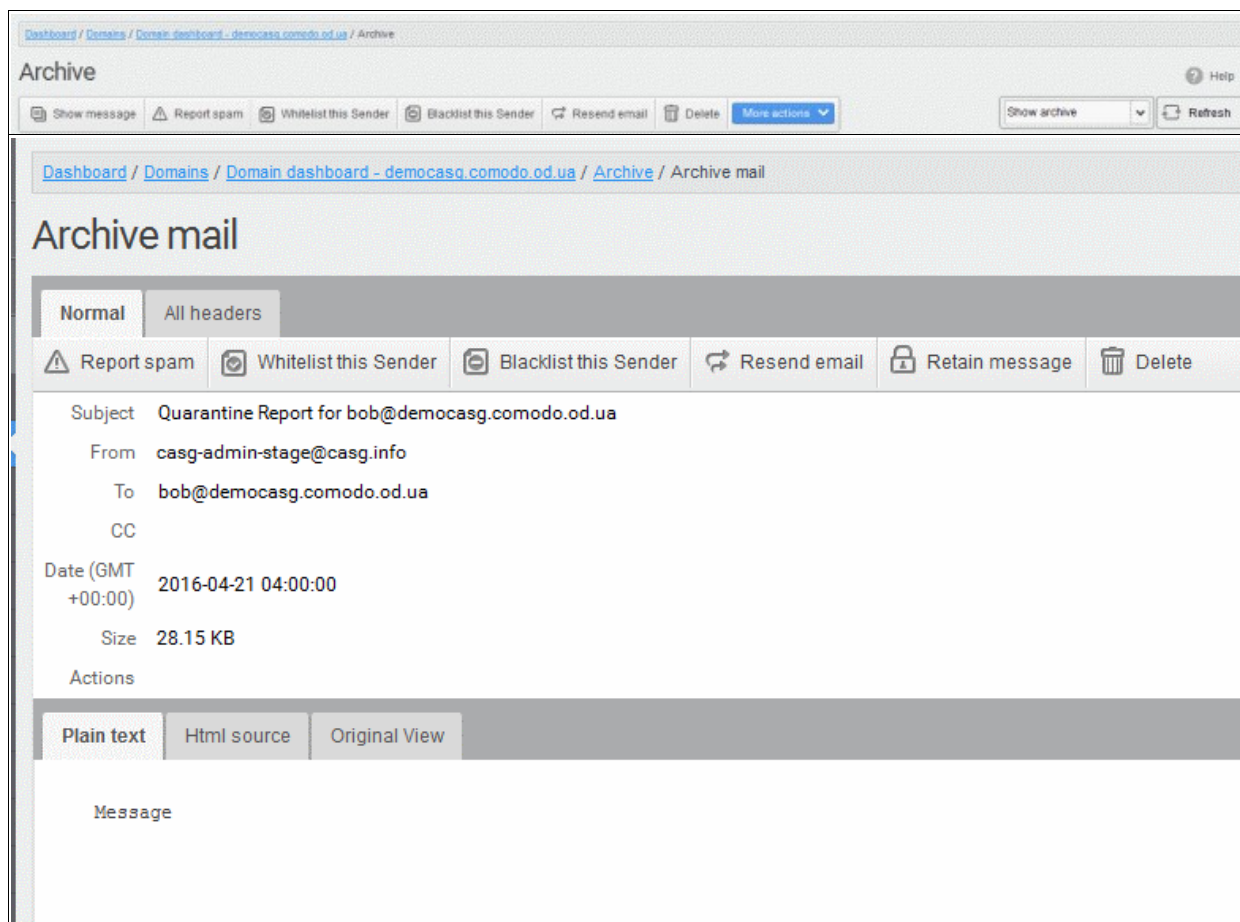 Dashboard / Domains / Domain dashboard - democasg.comodo.od.ua / Archive
Archive
Help
Show message Report spam Whitelist this Sender Blacklist this Sender Resend email Delete More actions Show archive Refresh
Dashboard / Domains / Domain dashboard - democasg.comodo.od.ua / Archive / Archive mail
Archive mail
Normal All headers
Report spam Whitelist this Sender Blacklist this Sender Resend email Retain message Delete
Subject Quarantine Report for bob@democasg.comodo.od.ua
From casg-admin-stage@casg.info
To bob@democasg.comodo.od.ua
CC
Date (GMT
+00:00) 2016-04-21 04:00:00
Size 28.15 KB
Actions
Plain text Html source Original View
Message